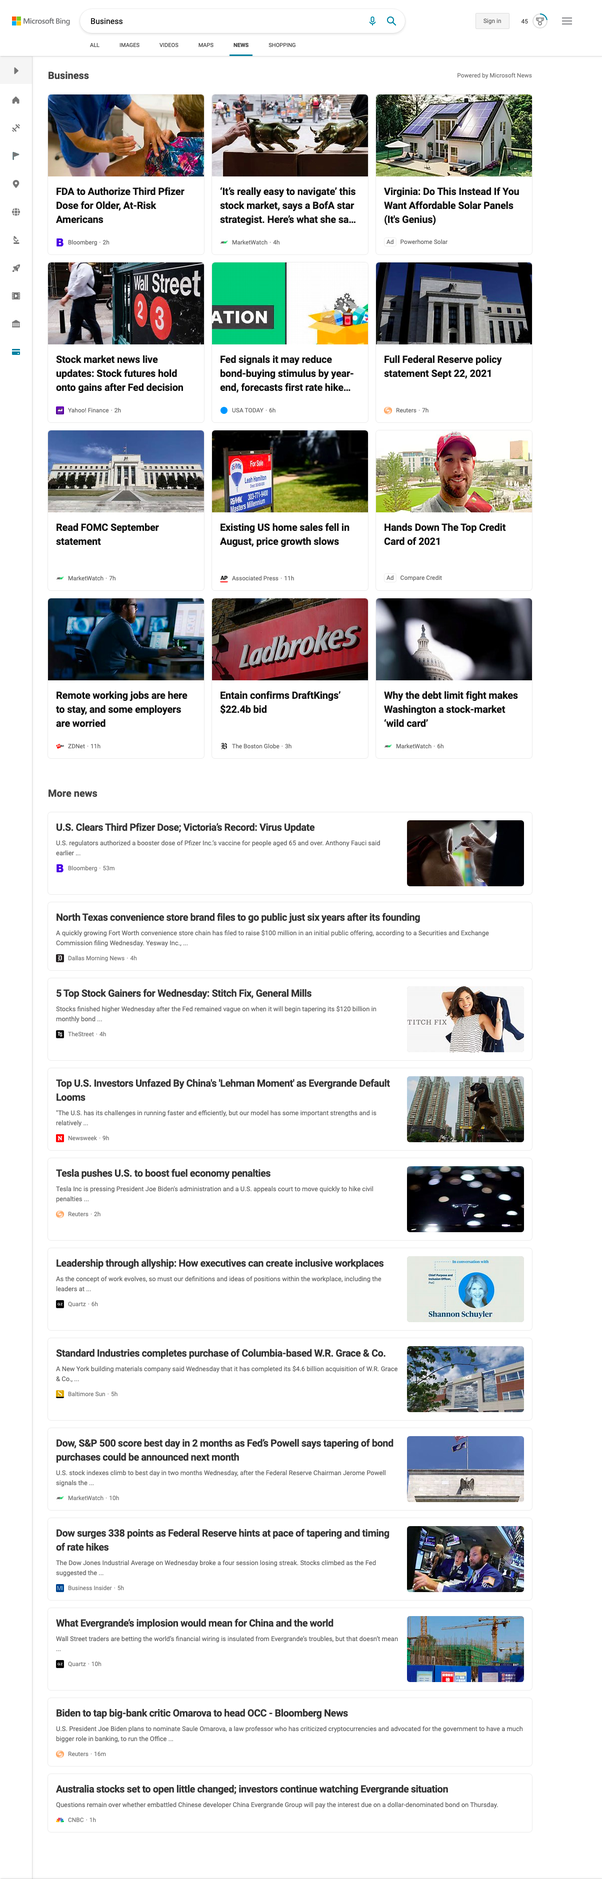 Microsoft Bing
Business
Sign in
45
ALL
IMAGES
VIDEOS
MAPS
NEWS
SHOPPING
Business
Powered by Microsoft News
FDA to Authorize Third Pfizer
Dose for Older, At-Risk
Americans
Bloomberg · 2h
'It's really easy to navigate' this
stock market, says a BofA star
strategist. Here's what she sa...
MarketWatch · 4h
Virginia: Do This Instead If You
Want Affordable Solar Panels
(It's Genius)
Ad Powerhome Solar
Wall Street
2 3
Stock market news live
updates: Stock futures hold
onto gains after Fed decision
Yahoo! Finance · 2h
ATION
Fed signals it may reduce
bond-buying stimulus by year-
end, forecasts first rate hike...
USA TODAY · 6h
Full Federal Reserve policy
statement Sept 22, 2021
Reuters · 7h
Read FOMC September
statement
MarketWatch · 7h
For Sale
RE/MAX
Existing US home sales fell in
August, price growth slows
AP Associated Press · 11h
Hands Down The Top Credit
Card of 2021
Ad Compare Credit
Remote working jobs are here
to stay, and some employers
are worried
ZDNet · 11h
Ladbrokes
Entain confirms DraftKings'
$22.4b bid
B The Boston Globe · 3h
Why the debt limit fight makes
Washington a stock-market
'wild card'
MarketWatch · 6h
More news
U.S. Clears Third Pfizer Dose; Victoria's Record: Virus Update
U.S. regulators authorized a booster dose of Pfizer Inc.'s vaccine for people aged 65 and over. Anthony Fauci said
earlier ...
Bloomberg · 53m
North Texas convenience store brand files to go public just six years after its founding
A quickly growing Fort Worth convenience store chain has filed to raise $100 million in an initial public offering, according to a Securities and Exchange
Commission filing Wednesday. Yesway Inc., ...
Dallas Morning News · 4h
5 Top Stock Gainers for Wednesday: Stitch Fix, General Mills
Stocks finished higher Wednesday after the Fed remained vague on when it will begin tapering its $120 billion in
monthly bond ...
TheStreet · 4h
TITCH FIX
Top U.S. Investors Unfazed By China's 'Lehman Moment' as Evergrande Default
Looms
"The U.S. has its challenges in running faster and efficiently, but our model has some important strengths and is
relatively ...
Newsweek · 9h
Tesla pushes U.S. to boost fuel economy penalties
Tesla Inc is pressing President Joe Biden's administration and a U.S. appeals court to move quickly to hike civil
penalties ...
Reuters · 2h
Leadership through allyship: How executives can create inclusive workplaces
As the concept of work evolves, so must our definitions and ideas of positions within the workplace, including the
leaders at ...
Quartz · 6h
In conversation with
Chief Purpose and
Inclusion Officer,
PwC
Shannon Schuyler
Standard Industries completes purchase of Columbia-based W.R. Grace & Co.
A New York building materials company said Wednesday that it has completed its $4.6 billion acquisition of W.R. Grace
& Co., ...
Baltimore Sun · 5h
Dow, S&P 500 score best day in 2 months as Fed's Powell says tapering of bond
purchases could be announced next month
U.S. stock indexes climb to best day in two months Wednesday, after the Federal Reserve Chairman Jerome Powell
signals the ...
MarketWatch · 10h
Dow surges 338 points as Federal Reserve hints at pace of tapering and timing
of rate hikes
The Dow Jones Industrial Average on Wednesday broke a four session losing streak. Stocks climbed as the Fed
suggested the ...
Business Insider · 5h
What Evergrande's implosion would mean for China and the world
Wall Street traders are betting the world's financial wiring is insulated from Evergrande's troubles, but that doesn't mean
...
Quartz · 10h
Biden to tap big-bank critic Omarova to head OCC - Bloomberg News
U.S. President Joe Biden plans to nominate Saule Omarova, a law professor who has criticized cryptocurrencies and advocated for the government to have a much
bigger role in banking, to run the Office ...
Reuters · 16m
Australia stocks set to open little changed; investors continue watching Evergrande situation
Questions remain over whether embattled Chinese developer China Evergrande Group will pay the interest due on a dollar-denominated bond on Thursday.
CNBC · 1h